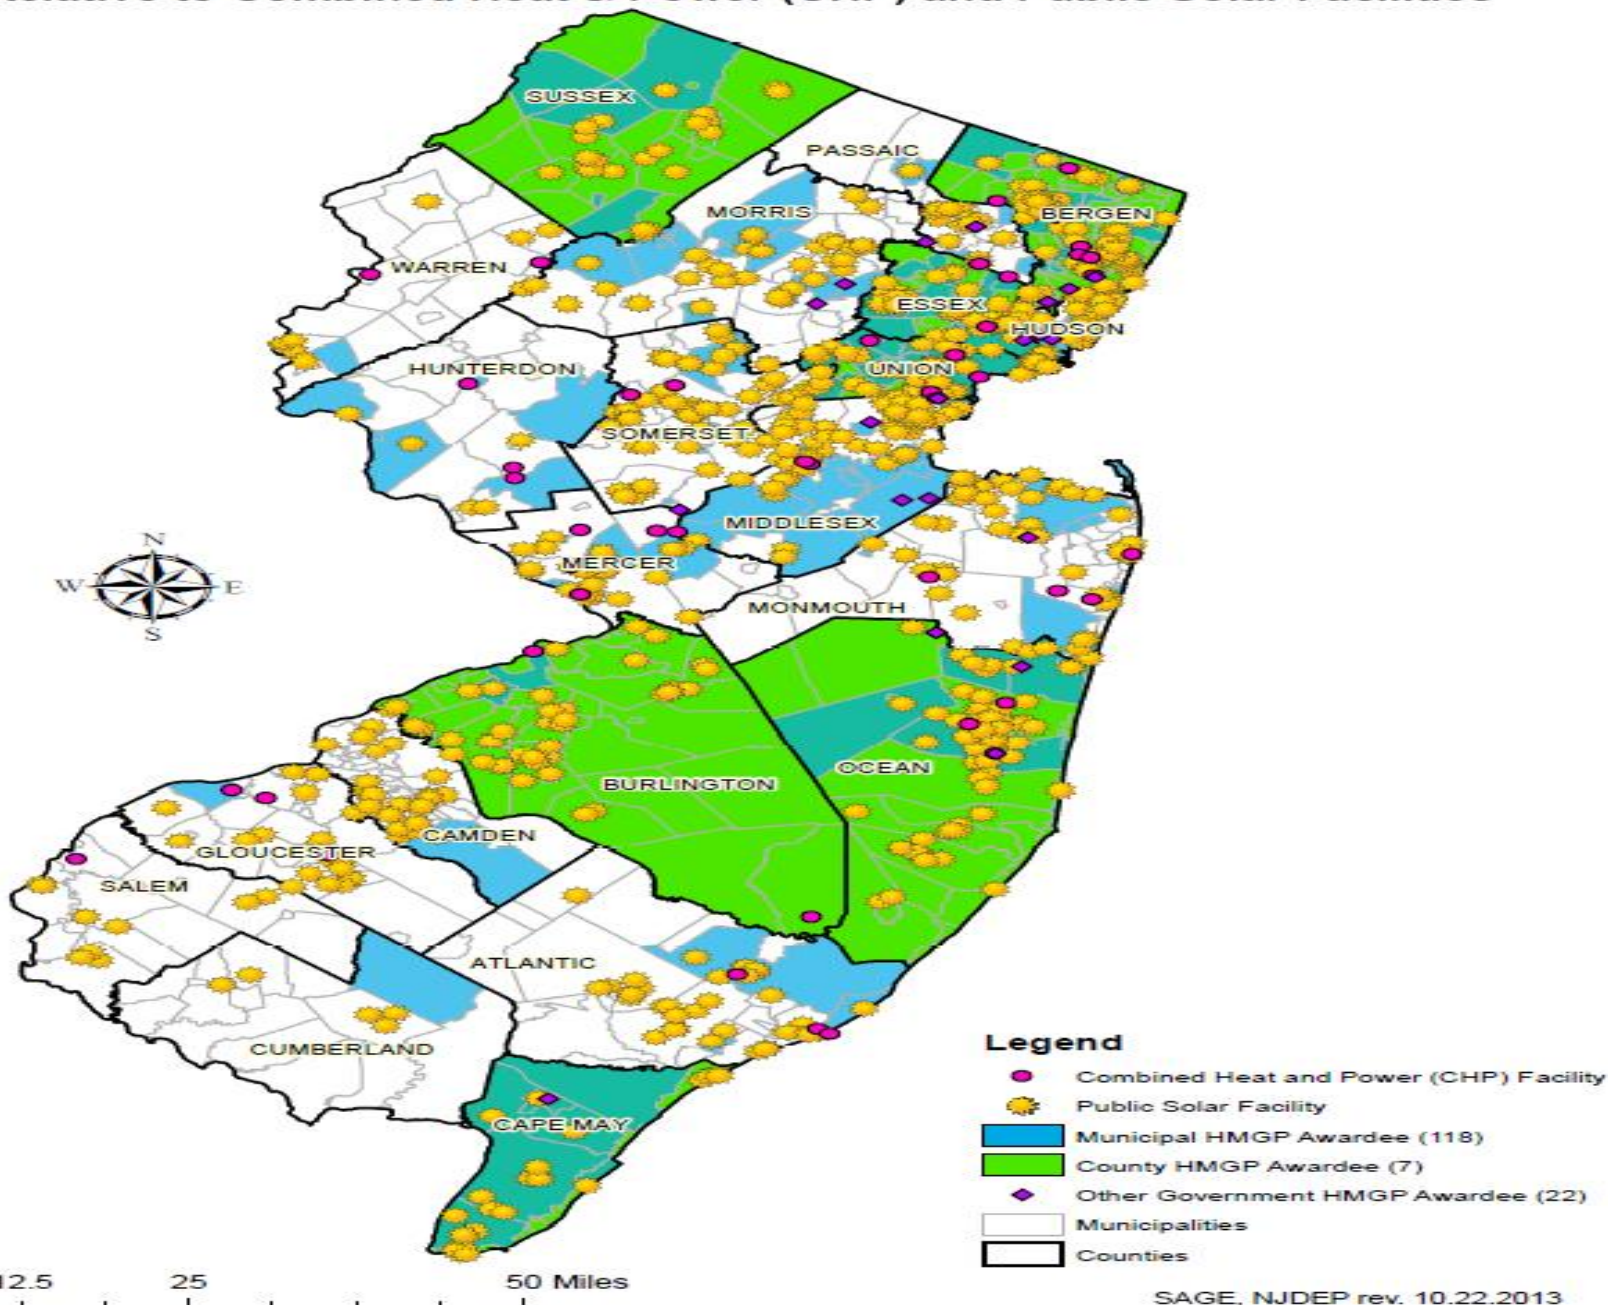 SUSSEX
PASSAIC
MORRIS
BERGEN
WARREN
ESSEX
HUDSON
HUNTERDON
UNION
SOMERSET
MIDDLESEX
N
W E
S
MERCER
MONMOUTH
OCEAN
BURLINGTON
CAMDEN
GLOUCESTER
SALEM
ATLANTIC
CUMBERLAND
CAPE MAY
Legend
Combined Heat and Power (CHP) Facility
Public Solar Facility
Municipal HMGP Awardee (118)
County HMGP Awardee (7)
Other Government HMGP Awardee (22)
Municipalities
Counties
12.5 25 50 Miles
SAGE, NJDEP rev. 10.22.2013